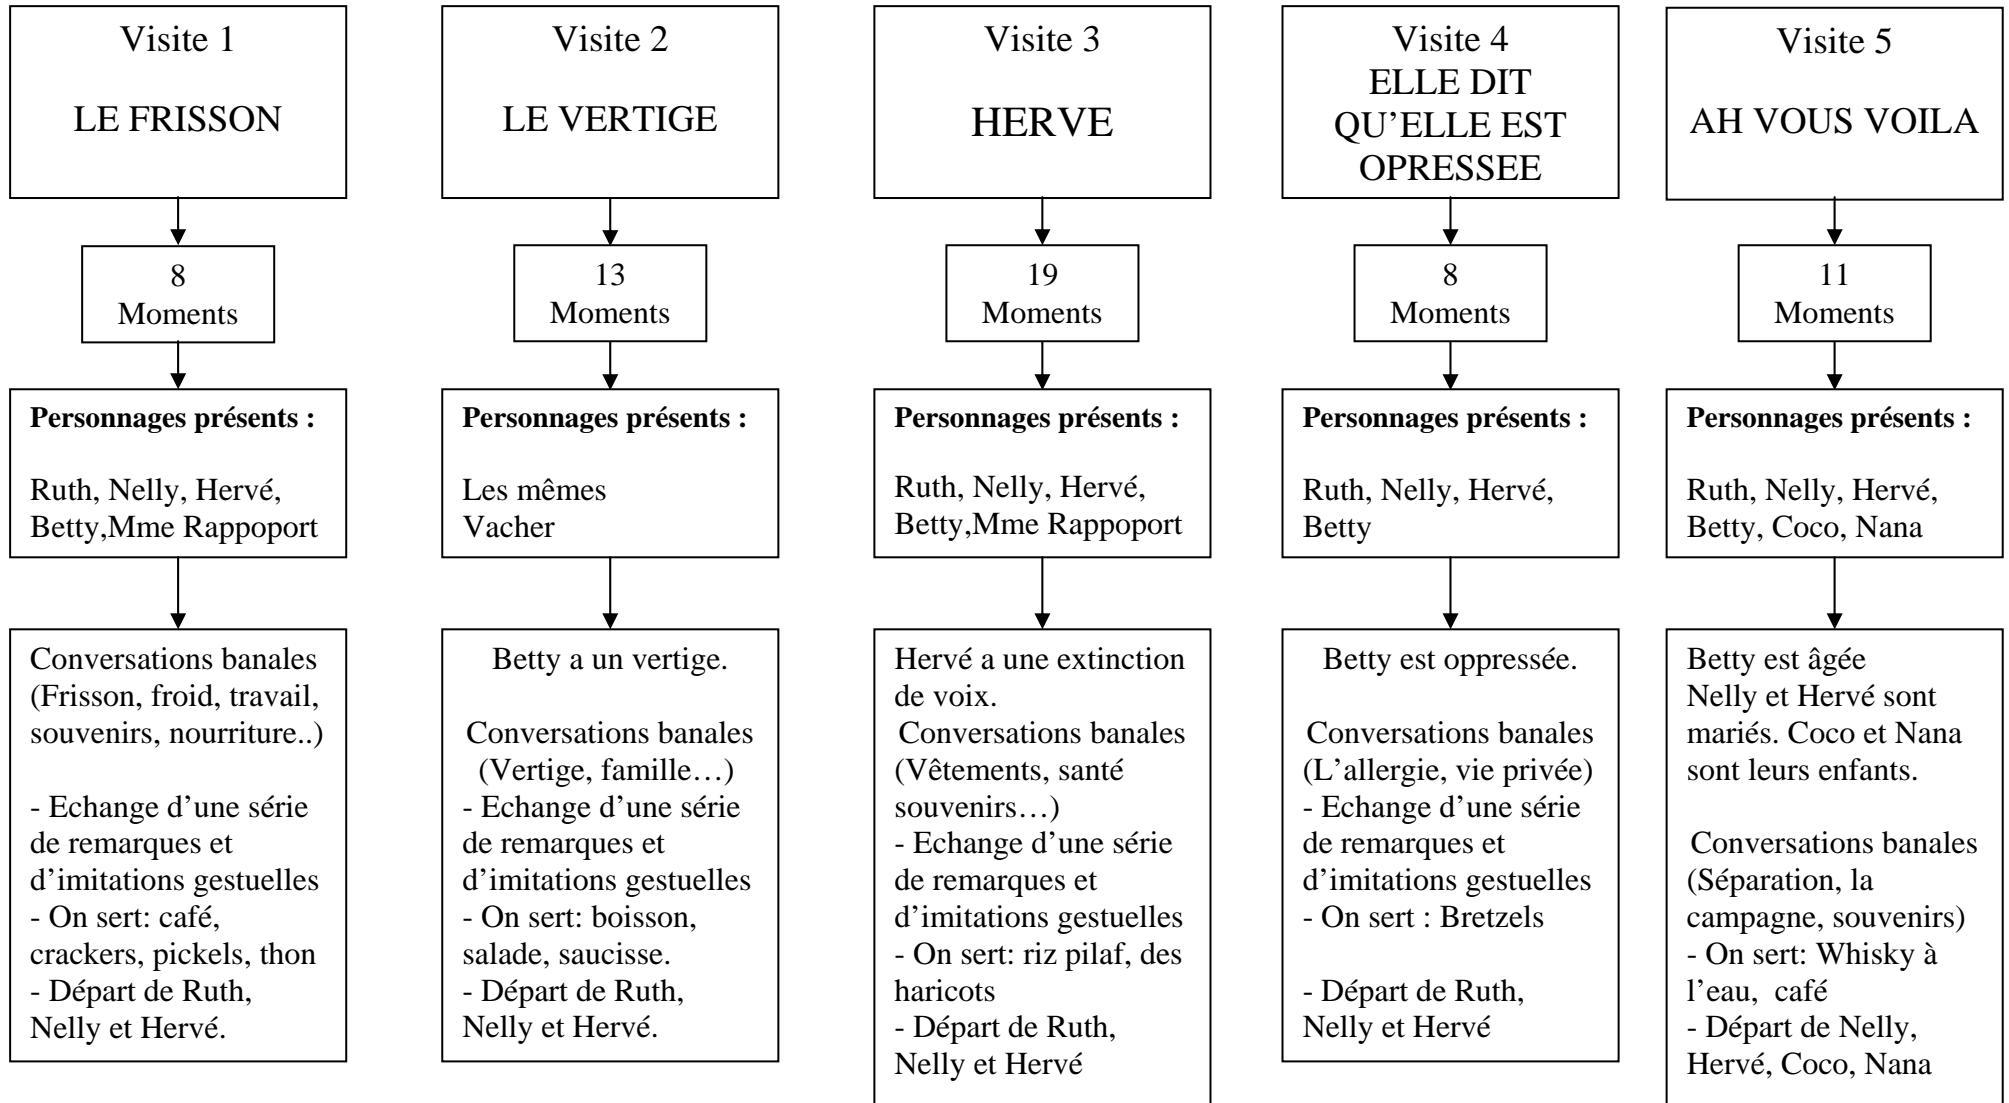 Visite 1
LE FRISSON
8
Moments
Personnages présents :
Ruth, Nelly, Hervé,
Betty,Mme Rappoport
Conversations banales
(Frisson, froid, travail,
souvenirs, nourriture..)
- Echange d’une série
de remarques et
d’imitations gestuelles
- On sert: café,
crackers, pickels, thon
- Départ de Ruth,
Nelly et Hervé.
Visite 2
LE VERTIGE
13
Moments
Personnages présents :
Les mêmes
Vacher
Betty a un vertige.
Conversations banales
(Vertige, famille…)
- Echange d’une série
de remarques et
d’imitations gestuelles
- On sert: boisson,
salade, saucisse.
- Départ de Ruth,
Nelly et Hervé.
Visite 3
HERVE
19
Moments
Personnages présents :
Ruth, Nelly, Hervé,
Betty,Mme Rappoport
Hervé a une extinction
de voix.
Conversations banales
(Vêtements, santé
souvenirs…)
- Echange d’une série
de remarques et
d’imitations gestuelles
- On sert: riz pilaf, des
haricots
- Départ de Ruth,
Nelly et Hervé
Visite 4
ELLE DIT
QU’ELLE EST
OPRESSEE
8
Moments
Personnages présents :
Ruth, Nelly, Hervé,
Betty
Betty est oppressée.
Conversations banales
(L’allergie, vie privée)
- Echange d’une série
de remarques et
d’imitations gestuelles
- On sert : Bretzels
- Départ de Ruth,
Nelly et Hervé
Visite 5
AH VOUS VOILA
11
Moments
Personnages présents :
Ruth, Nelly, Hervé,
Betty, Coco, Nana
Betty est âgée
Nelly et Hervé sont
mariés. Coco et Nana
sont leurs enfants.
Conversations banales
(Séparation, la
campagne, souvenirs)
- On sert: Whisky à
l’eau, café
- Départ de Nelly,
Hervé, Coco, Nana